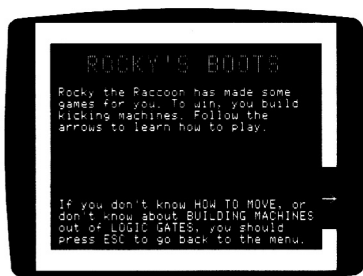 ROCKY'S BOOTS
Rocky the Raccoon has made some
games for you. To win, you build
kicking machines. Follow the
arrows to learn how to play.
If you don't know HOW TO MOVE, or
don't know about BUILDING MACHINES
out of LOGIC GATES, you should
press ESC to go back to the menu.